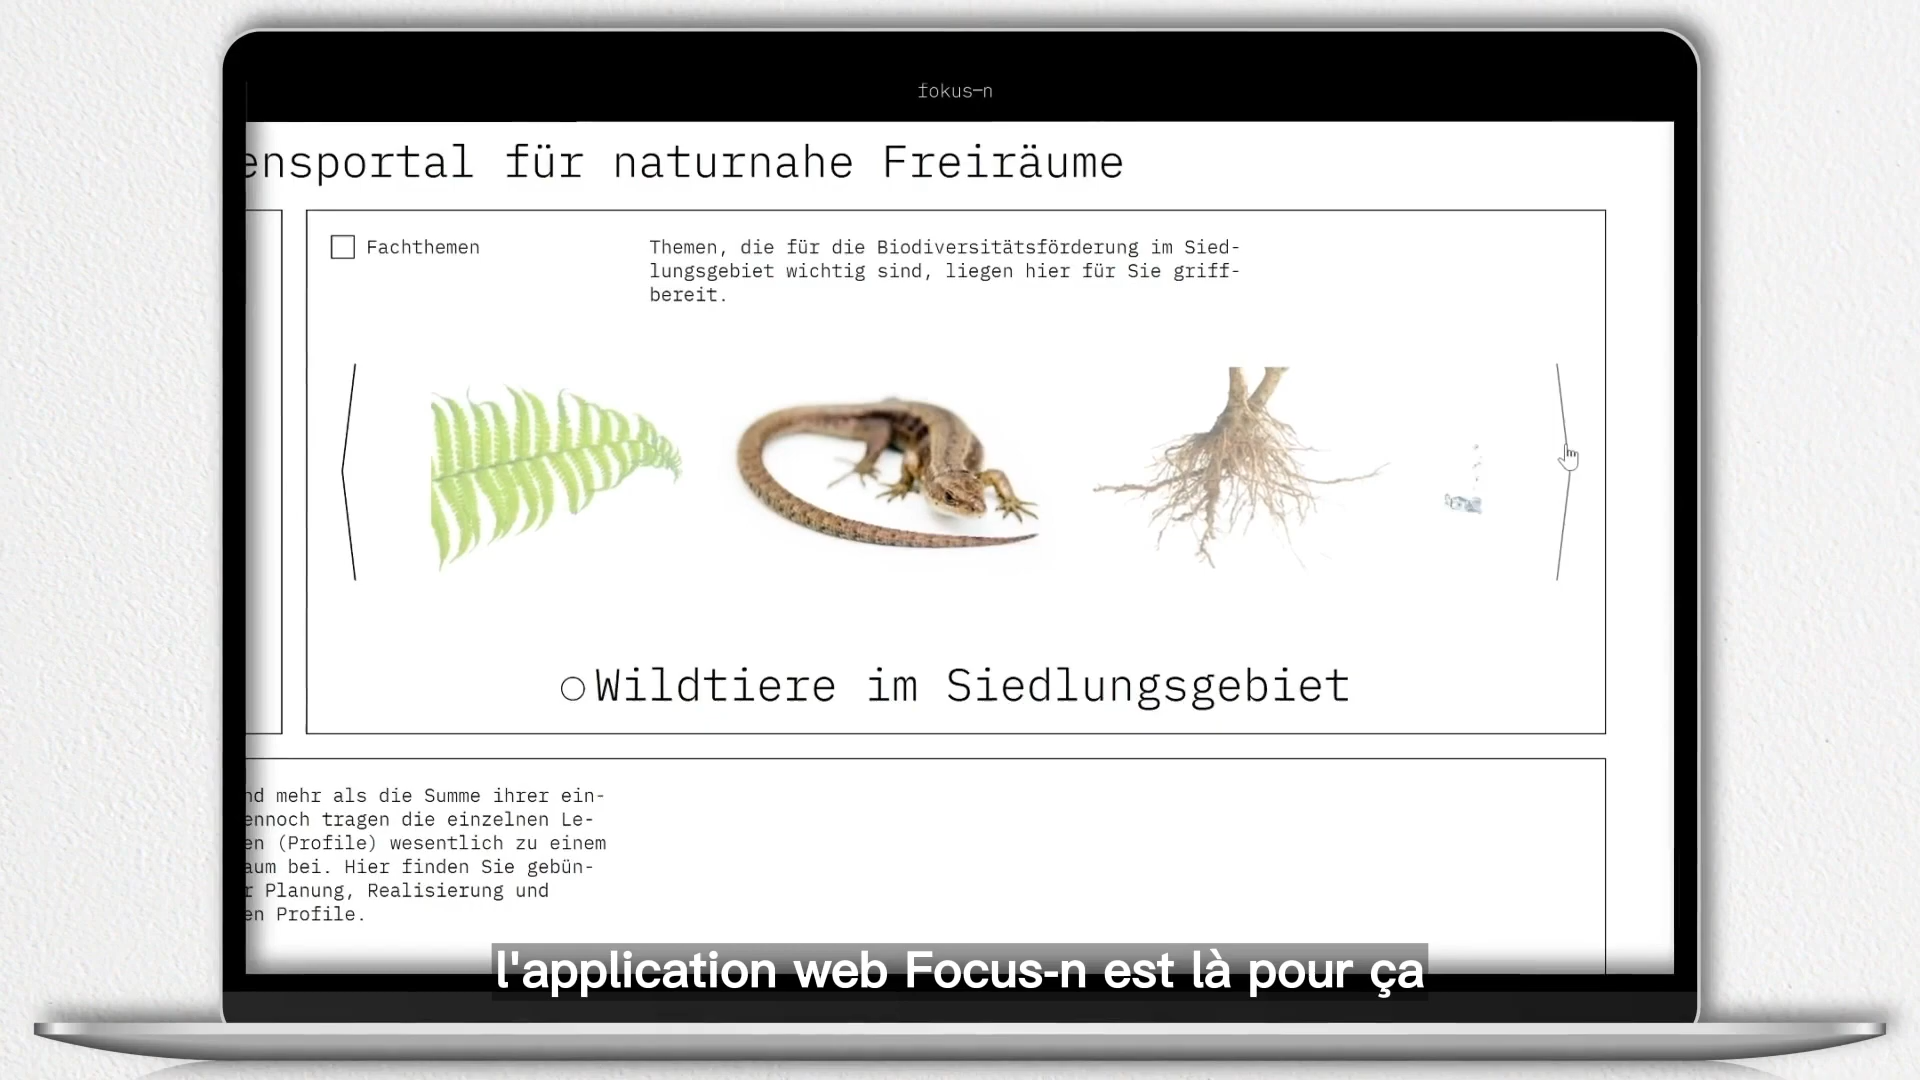 fokus-n
ensportal für naturnahe Freiräume
Fachthemen
Themen, die für die Biodiversitätsförderung im Sied-
lungsgebiet wichtig sind, liegen hier für Sie griff-
bereit.
Wildtiere im Siedlungsgebiet
nd mehr als die Summe ihrer ein-
ennoch tragen die einzelnen Le-
en (Profile) wesentlich zu einem
aum bei. Hier finden Sie gebün-
r Planung, Realisierung und
en Profile.
l'application web Focus-n est là pour ça